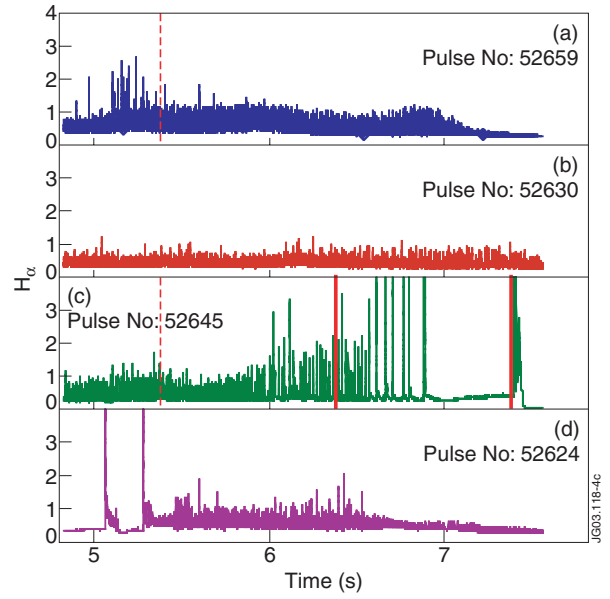 4
(a)
Pulse No: 52659
3
2
1
0
(b)
Pulse No: 52630
3
2
1
0
Hα
(c)
Pulse No: 52645
3
2
1
0
(d)
Pulse No: 52624
3
2
1
0
5
6
7
Time (s)
JG03.118-4c